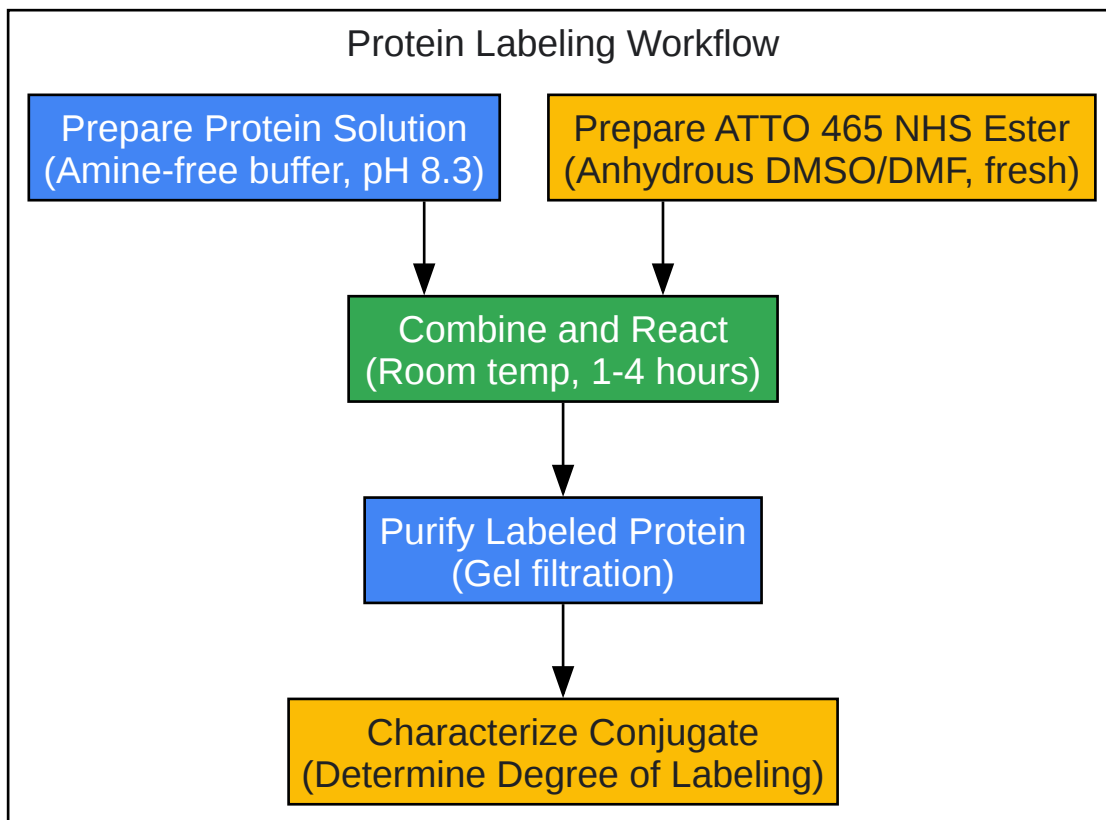 Protein Labeling Workflow
Prepare Protein Solution
(Amine-free buffer, pH 8.3)
Prepare ATTO 465 NHS Ester
(Anhydrous DMSO/DMF, fresh)
Combine and React
(Room temp, 1-4 hours)
Purify Labeled Protein
(Gel filtration)
Characterize Conjugate
(Determine Degree of Labeling)